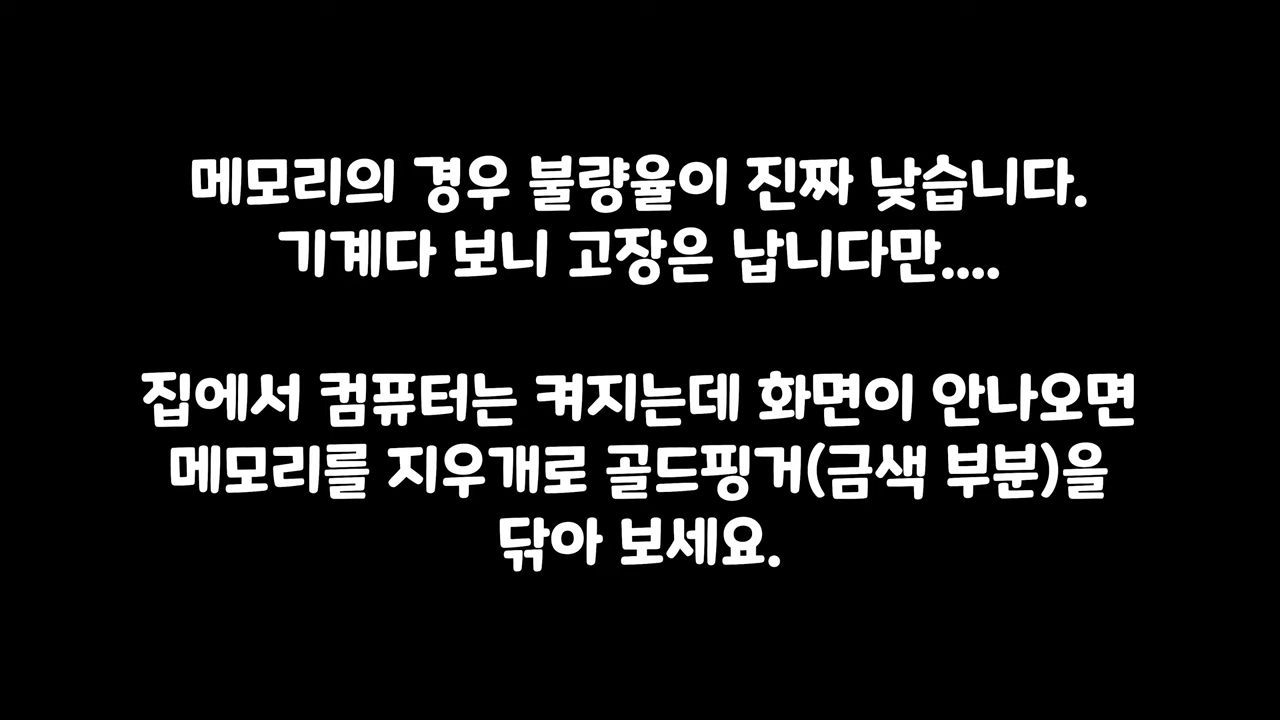 메모리의 경우 불량율이 진짜 낮습니다.
기계다 보니 고장은 납니다만....
집에서 컴퓨터는 켜지는데 화면이 안나오면
메모리를 지우개로 골드핑거(금색 부분)을
닦아 보세요.